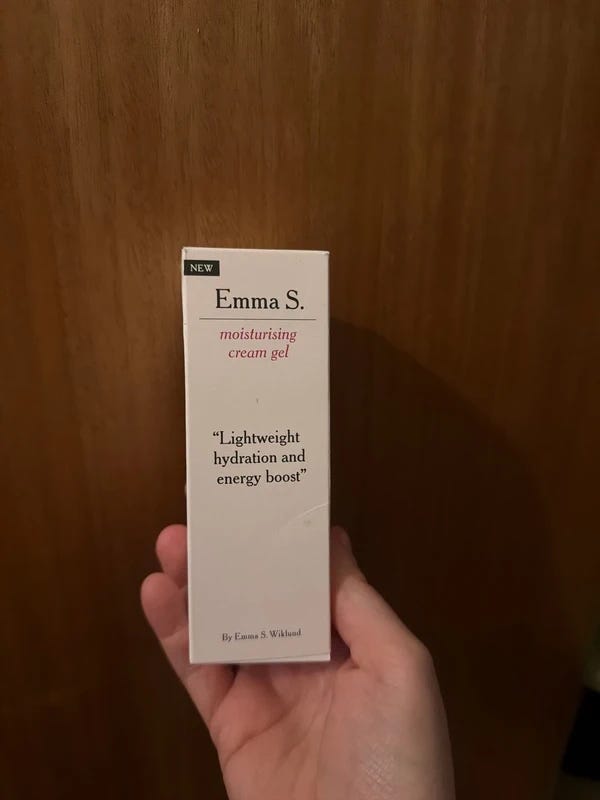 NEW
Emma S.
moisturising
cream gel
“Lightweight
hydration and
energy boost”
By Emma S. Wiklund